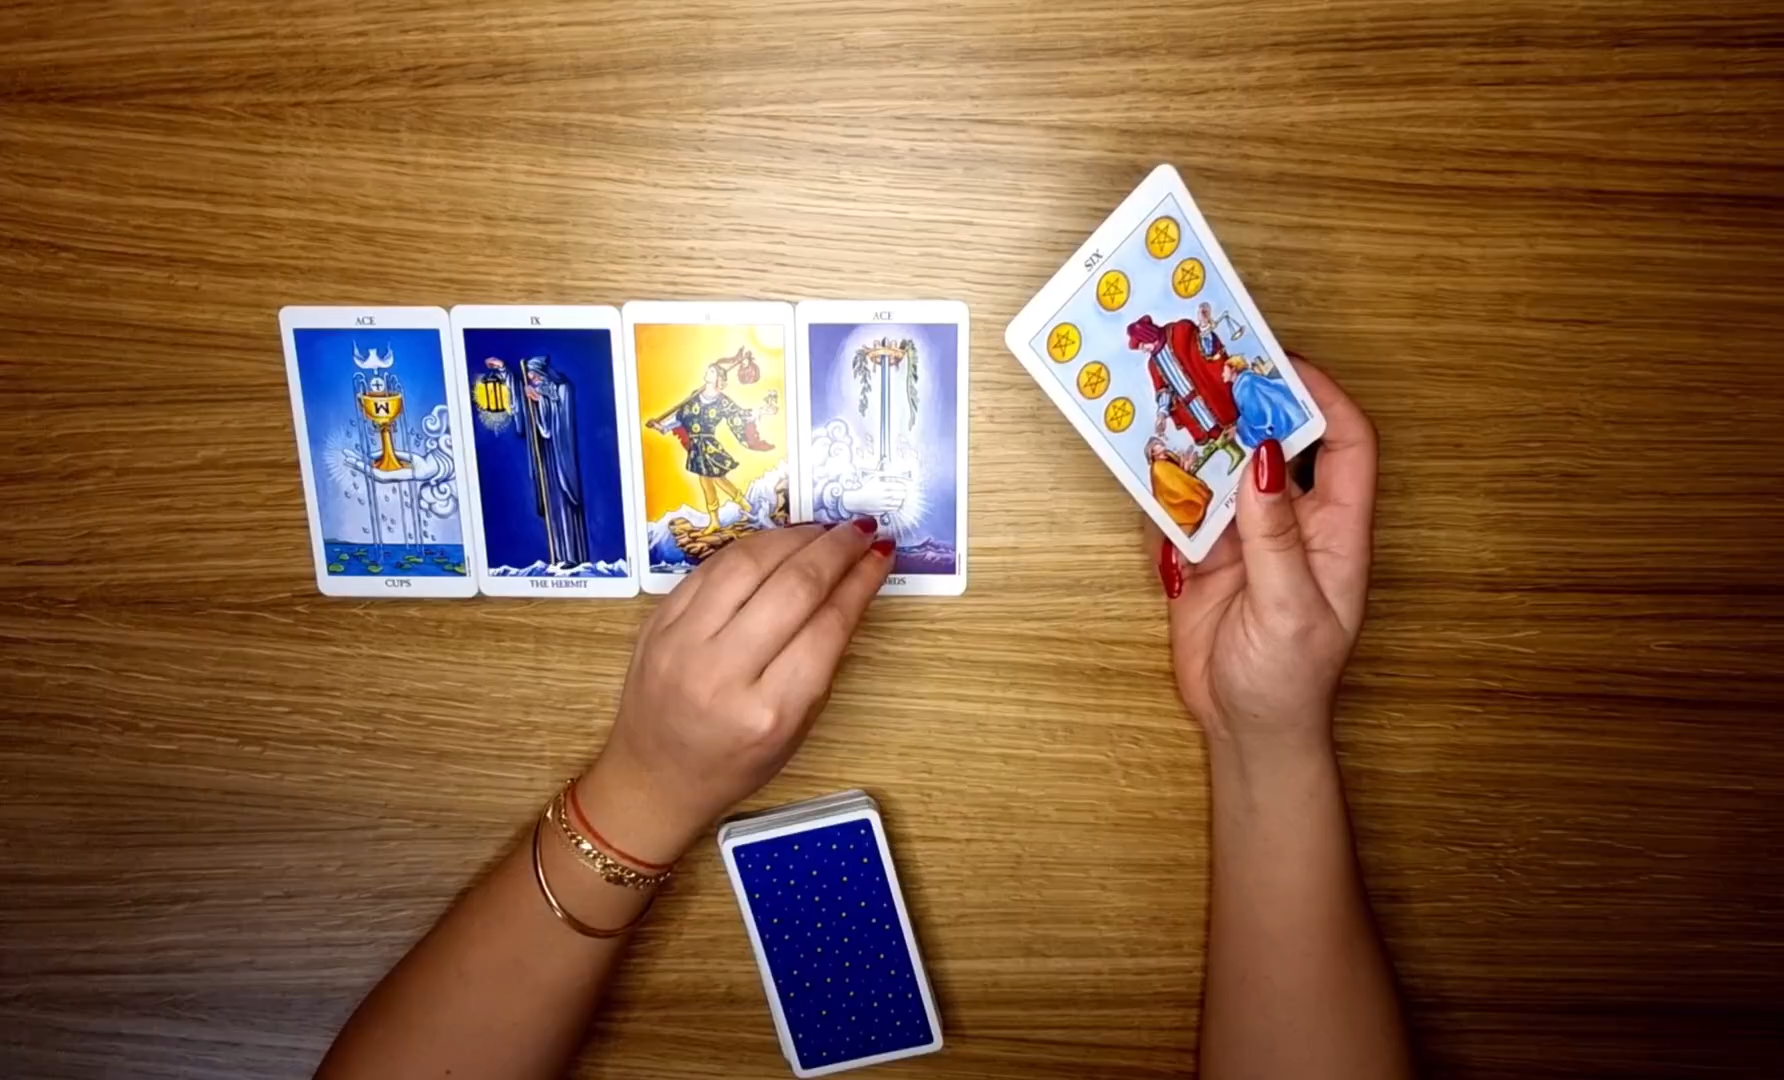 ACE
IX
ACE
SIX
CUPS
THE HERMIT